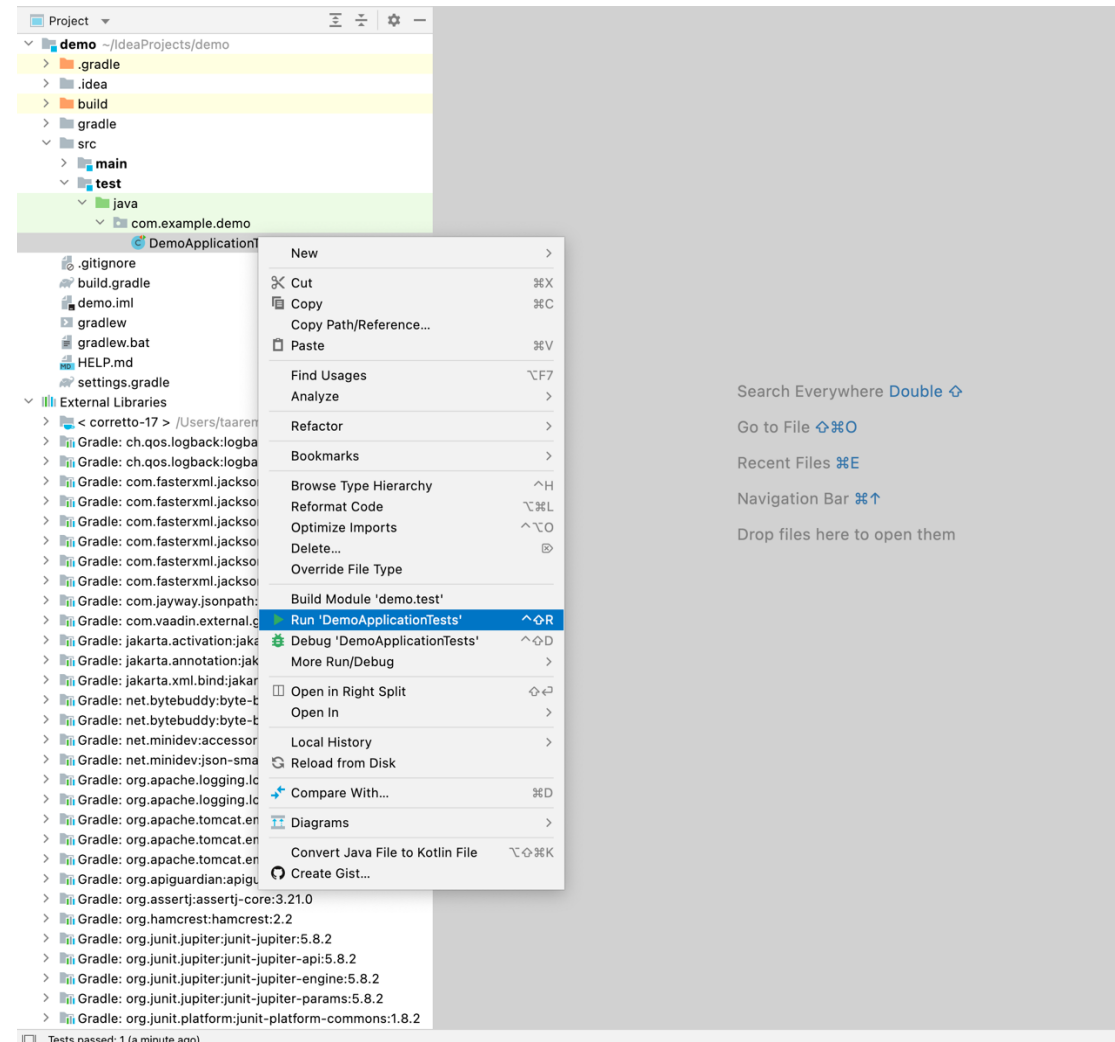 Project
demo ~/IdeaProjects/demo
.gradle
.idea
build
gradle
src
main
test
java
com.example.demo
DemoApplicationT
.gitignore
build.gradle
demo.iml
gradlew
gradlew.bat
HELP.md
settings.gradle
External Libraries
< corretto-17 > /Users/taarem
Gradle: ch.qos.logback:logba
Gradle: ch.qos.logback:logba
Gradle: com.fasterxml.jackso
Gradle: com.fasterxml.jackso
Gradle: com.fasterxml.jackso
Gradle: com.fasterxml.jackso
Gradle: com.fasterxml.jackso
Gradle: com.fasterxml.jackso
Gradle: com.jayway.jsonpath:
Gradle: com.vaadin.external.g
Gradle: jakarta.activation:jaka
Gradle: jakarta.annotation:jak
Gradle: jakarta.xml.bind:jakar
Gradle: net.bytebuddy:byte-b
Gradle: net.bytebuddy:byte-b
Gradle: net.minidev:accessor
Gradle: net.minidev:json-sma
Gradle: org.apache.logging.lo
Gradle: org.apache.logging.lo
Gradle: org.apache.tomcat.em
Gradle: org.apache.tomcat.em
Gradle: org.apache.tomcat.em
Gradle: org.apiguardian:apigu
Gradle: org.assertj:assertj-core:3.21.0
Gradle: org.hamcrest:hamcrest:2.2
Gradle: org.junit.jupiter:junit-jupiter:5.8.2
Gradle: org.junit.jupiter:junit-jupiter-api:5.8.2
Gradle: org.junit.jupiter:junit-jupiter-engine:5.8.2
Gradle: org.junit.jupiter:junit-jupiter-params:5.8.2
Gradle: org.junit.platform:junit-platform-commons:1.8.2
Tests passed: 1 (a minute ago)
New
Cut ⌘X
Copy ⌘C
Copy Path/Reference...
Paste ⌘V
Find Usages ⌥F7
Analyze
Refactor
Bookmarks
Browse Type Hierarchy ^H
Reformat Code ⌥⌘L
Optimize Imports ^⌥O
Delete... ⌦
Override File Type
Build Module 'demo.test'
Run 'DemoApplicationTests' ^⇧R
Debug 'DemoApplicationTests' ^⇧D
More Run/Debug
Open in Right Split ⇧⏎
Open In
Local History
Reload from Disk
Compare With... ⌘D
Diagrams
Convert Java File to Kotlin File ⌥⇧⌘K
Create Gist...
Search Everywhere Double ⇧
Go to File ⇧⌘O
Recent Files ⌘E
Navigation Bar ⌘↑
Drop files here to open them